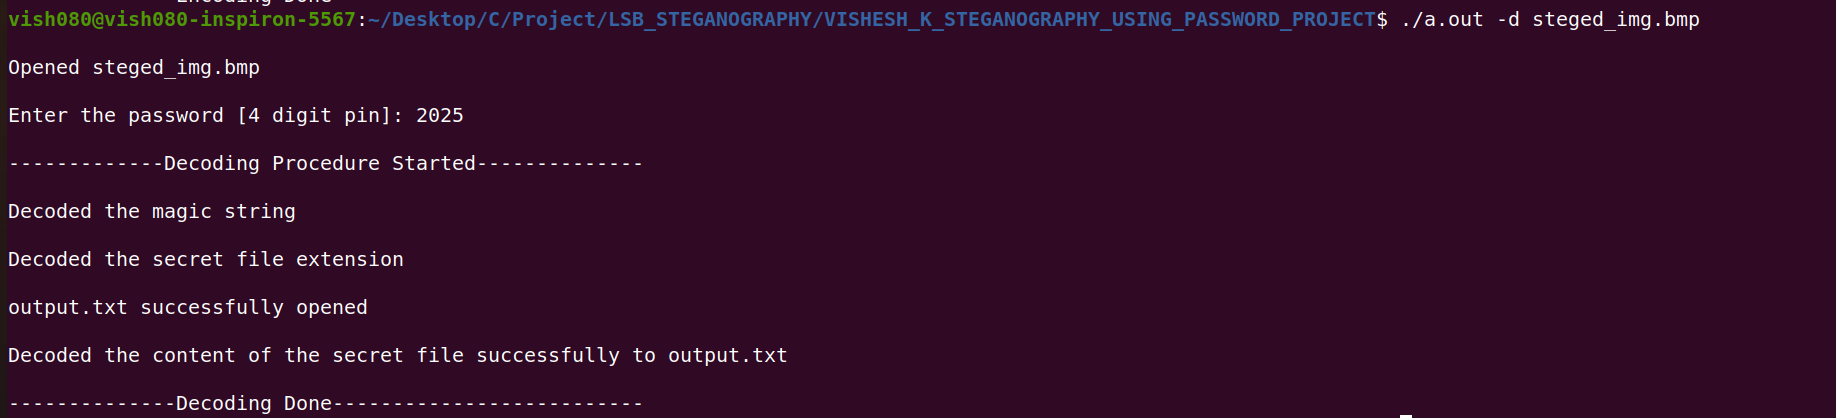 vish080@vish080-inspiron-5567:~/Desktop/C/Project/LSB_STEGANOGRAPHY/VISHESH_K_STEGANOGRAPHY_USING_PASSWORD_PROJECT$ ./a.out -d steged_img.bmp
Opened steged_img.bmp
Enter the password [4 digit pin]: 2025
-------------Decoding Procedure Started--------------
Decoded the magic string
Decoded the secret file extension
output.txt successfully opened
Decoded the content of the secret file successfully to output.txt
--------------Decoding Done--------------------------